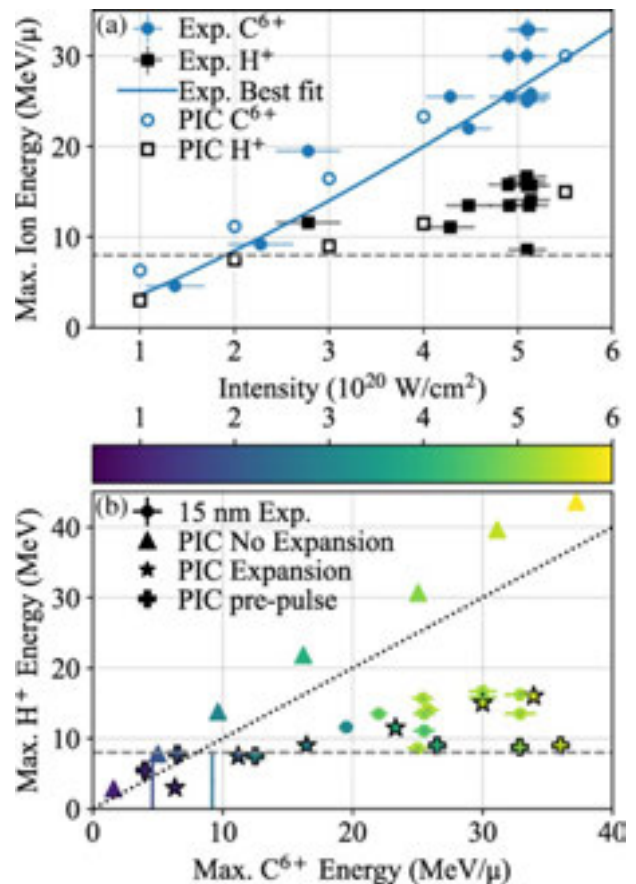 (a)
Exp. C⁶⁺
Exp. H⁺
Exp. Best fit
PIC C⁶⁺
PIC H⁺
Max. Ion Energy (MeV/μ)
30
20
10
0
1 2 3 4 5 6
Intensity (10²⁰ W/cm²)
1 2 3 4 5 6
(b)
15 nm Exp.
PIC No Expansion
PIC Expansion
PIC pre-pulse
Max. H⁺ Energy (MeV)
40
30
20
10
0
0 10 20 30 40
Max. C⁶⁺ Energy (MeV/μ)